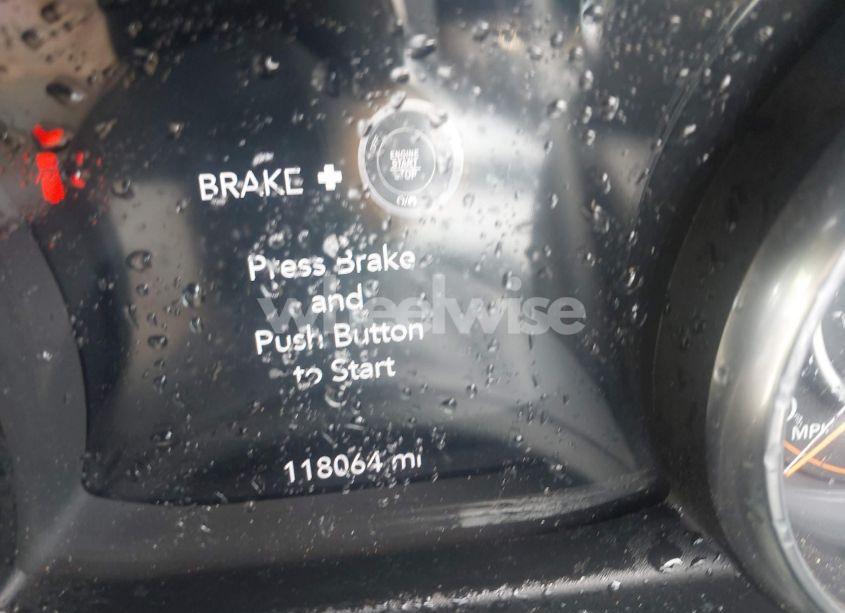 BRAKE +
ENGINE
START
STOP
Press Brake
and
Push Button
to Start
wheelwise
118064 mi
MPH